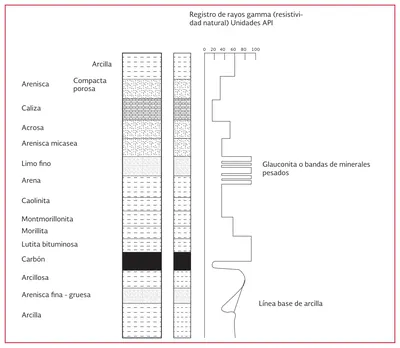 Registro de rayos gamma (resistivi-
dad natural) Unidades API
0 20 40 60 80 100
Arcilla
Arenisca Compacta
porosa
Caliza
Acrosa
Arenisca micasea
Limo fino
Glauconita o bandas de minerales
pesados
Arena
Caolinita
Montmorillonita
Morillita
Lutita bituminosa
Carbón
Arcillosa
Arenisca fina - gruesa
Línea base de arcilla
Arcilla